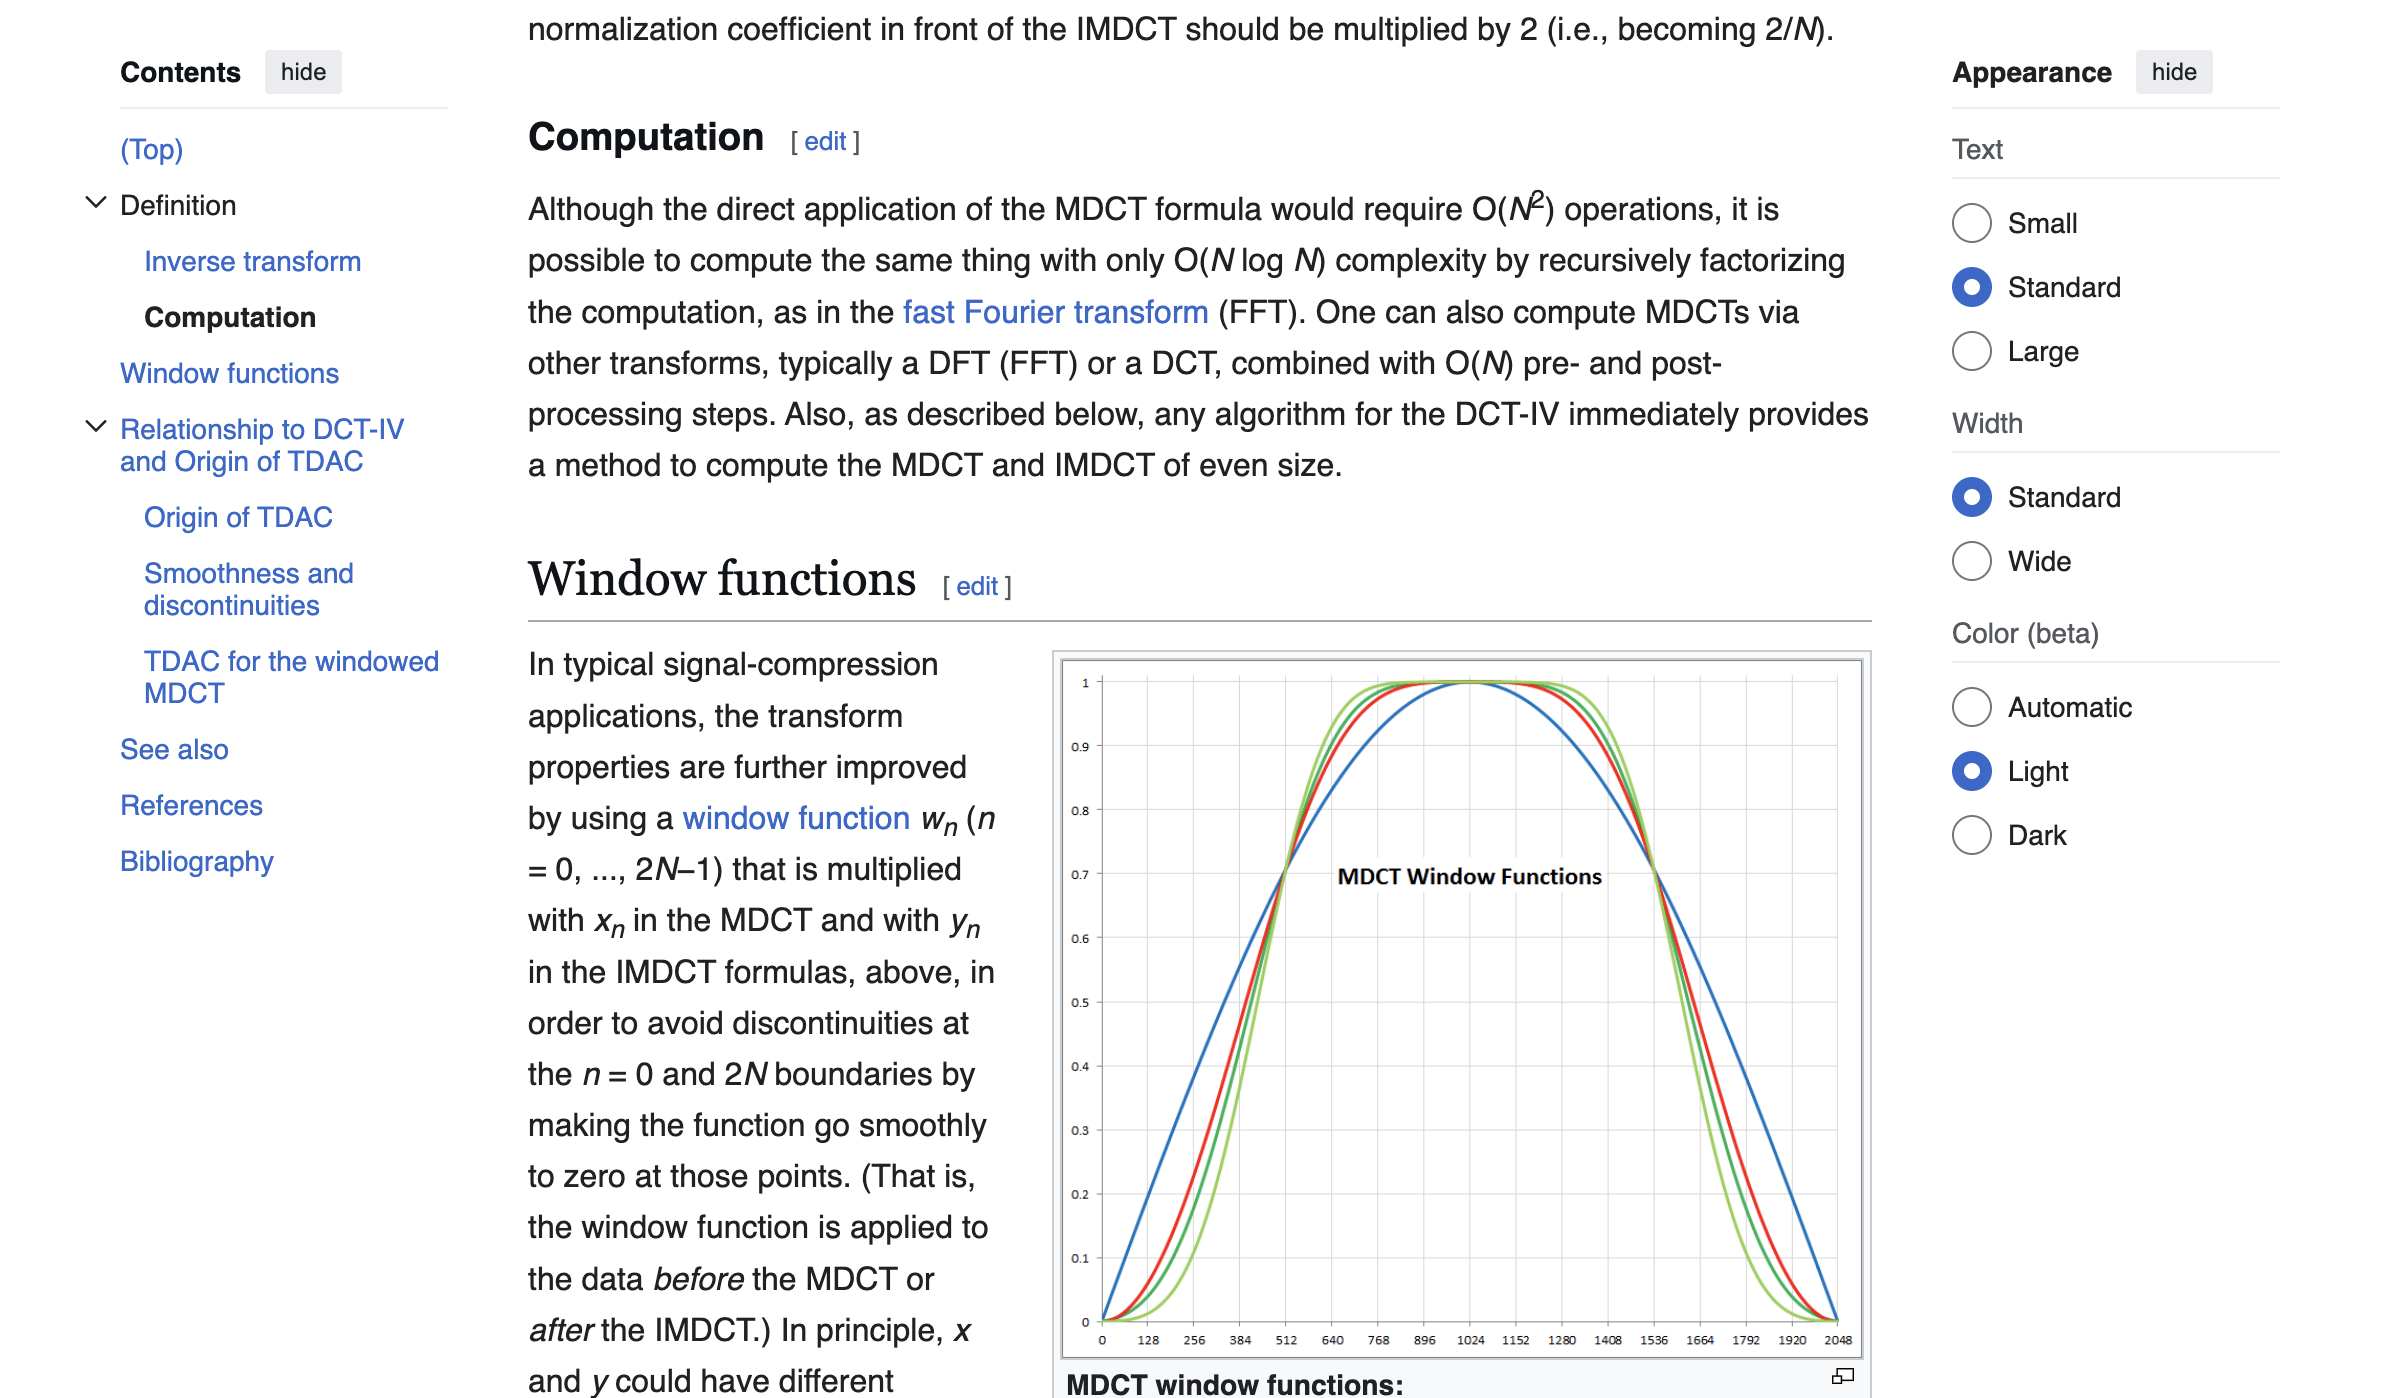 normalization coefficient in front of the IMDCT should be multiplied by 2 (i.e., becoming 2/N).
Contents hide
(Top)
Definition
Inverse transform
Computation
Window functions
Relationship to DCT-IV
and Origin of TDAC
Origin of TDAC
Smoothness and
discontinuities
TDAC for the windowed
MDCT
See also
References
Bibliography
Computation [ edit ]
Although the direct application of the MDCT formula would require O(N²) operations, it is
possible to compute the same thing with only O(N log N) complexity by recursively factorizing
the computation, as in the fast Fourier transform (FFT). One can also compute MDCTs via
other transforms, typically a DFT (FFT) or a DCT, combined with O(N) pre- and post-
processing steps. Also, as described below, any algorithm for the DCT-IV immediately provides
a method to compute the MDCT and IMDCT of even size.
Window functions [ edit ]
In typical signal-compression
applications, the transform
properties are further improved
by using a window function wn (n
= 0, ..., 2N–1) that is multiplied
with xn in the MDCT and with yn
in the IMDCT formulas, above, in
order to avoid discontinuities at
the n = 0 and 2N boundaries by
making the function go smoothly
to zero at those points. (That is,
the window function is applied to
the data before the MDCT or
after the IMDCT.) In principle, x
and y could have different
1
0.9
0.8
0.7
0.6
0.5
0.4
0.3
0.2
0.1
0
MDCT Window Functions
0 128 256 384 512 640 768 896 1024 1152 1280 1408 1536 1664 1792 1920 2048
MDCT window functions:
Appearance hide
Text
Small
Standard
Large
Width
Standard
Wide
Color (beta)
Automatic
Light
Dark